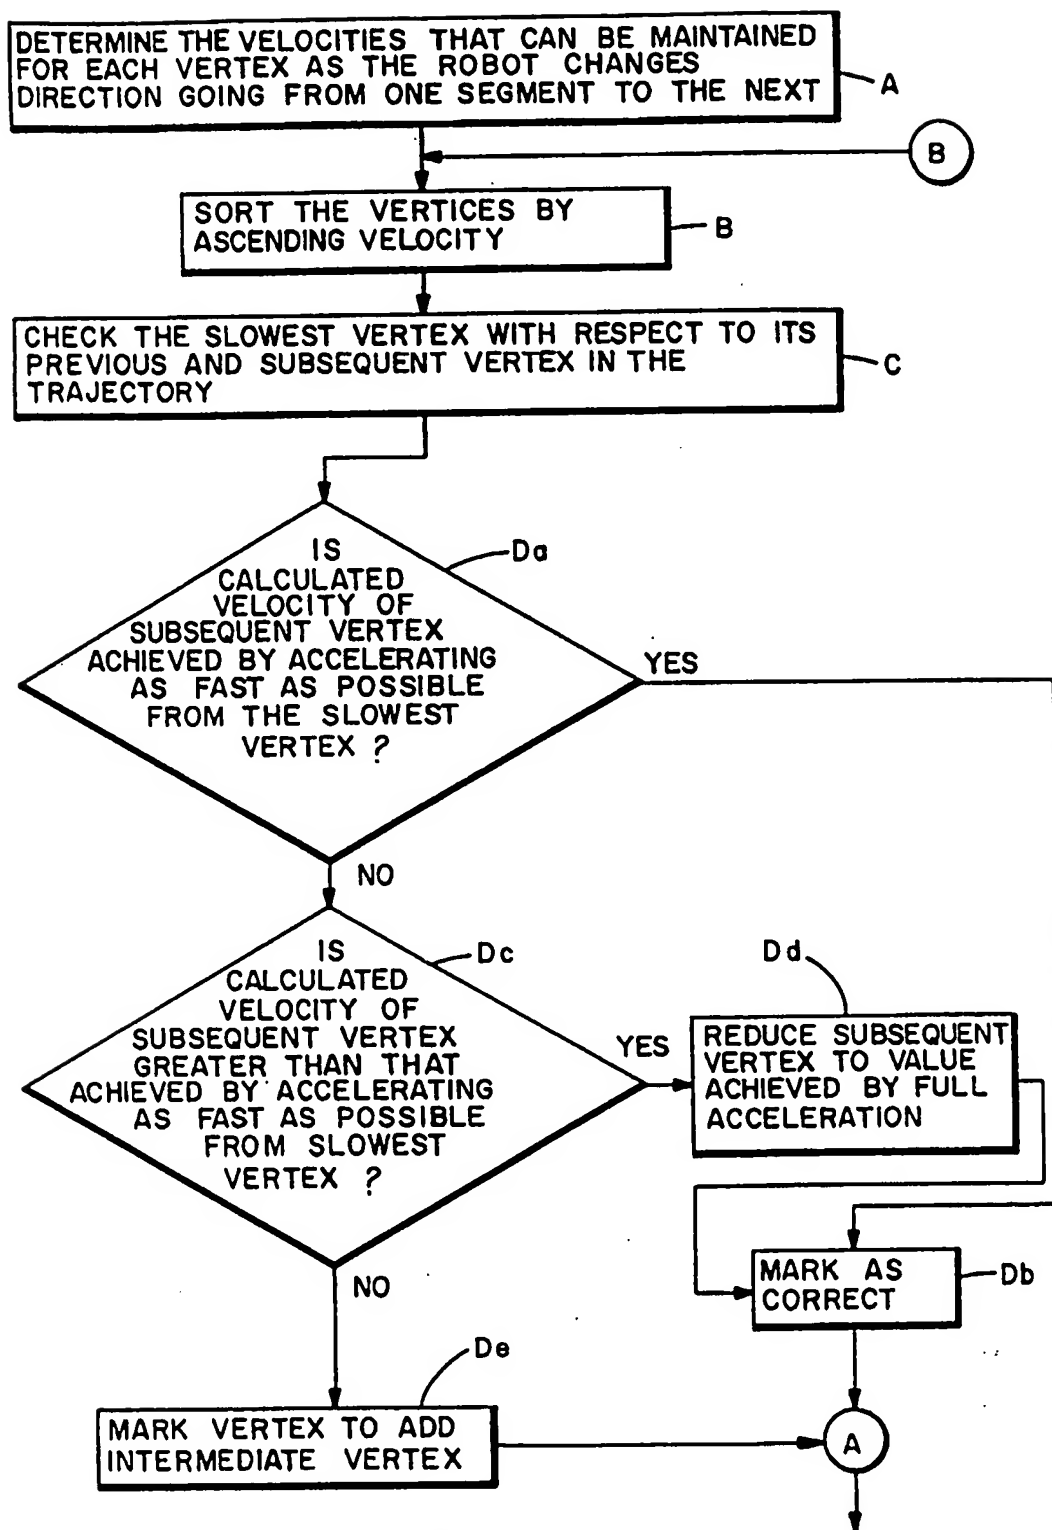 DETERMINE THE VELOCITIES THAT CAN BE MAINTAINED
FOR EACH VERTEX AS THE ROBOT CHANGES
DIRECTION GOING FROM ONE SEGMENT TO THE NEXT
A
B
SORT THE VERTICES BY
ASCENDING VELOCITY
B
CHECK THE SLOWEST VERTEX WITH RESPECT TO ITS
PREVIOUS AND SUBSEQUENT VERTEX IN THE
TRAJECTORY
C
IS
CALCULATED
VELOCITY OF
SUBSEQUENT VERTEX
ACHIEVED BY ACCELERATING
AS FAST AS POSSIBLE
FROM THE SLOWEST
VERTEX ?
Da
YES
NO
IS
CALCULATED
VELOCITY OF
SUBSEQUENT VERTEX
GREATER THAN THAT
ACHIEVED BY ACCELERATING
AS FAST AS POSSIBLE
FROM SLOWEST
VERTEX ?
Dc
YES
Dd
REDUCE SUBSEQUENT
VERTEX TO VALUE
ACHIEVED BY FULL
ACCELERATION
NO
MARK AS
CORRECT
Db
De
MARK VERTEX TO ADD
INTERMEDIATE VERTEX
A